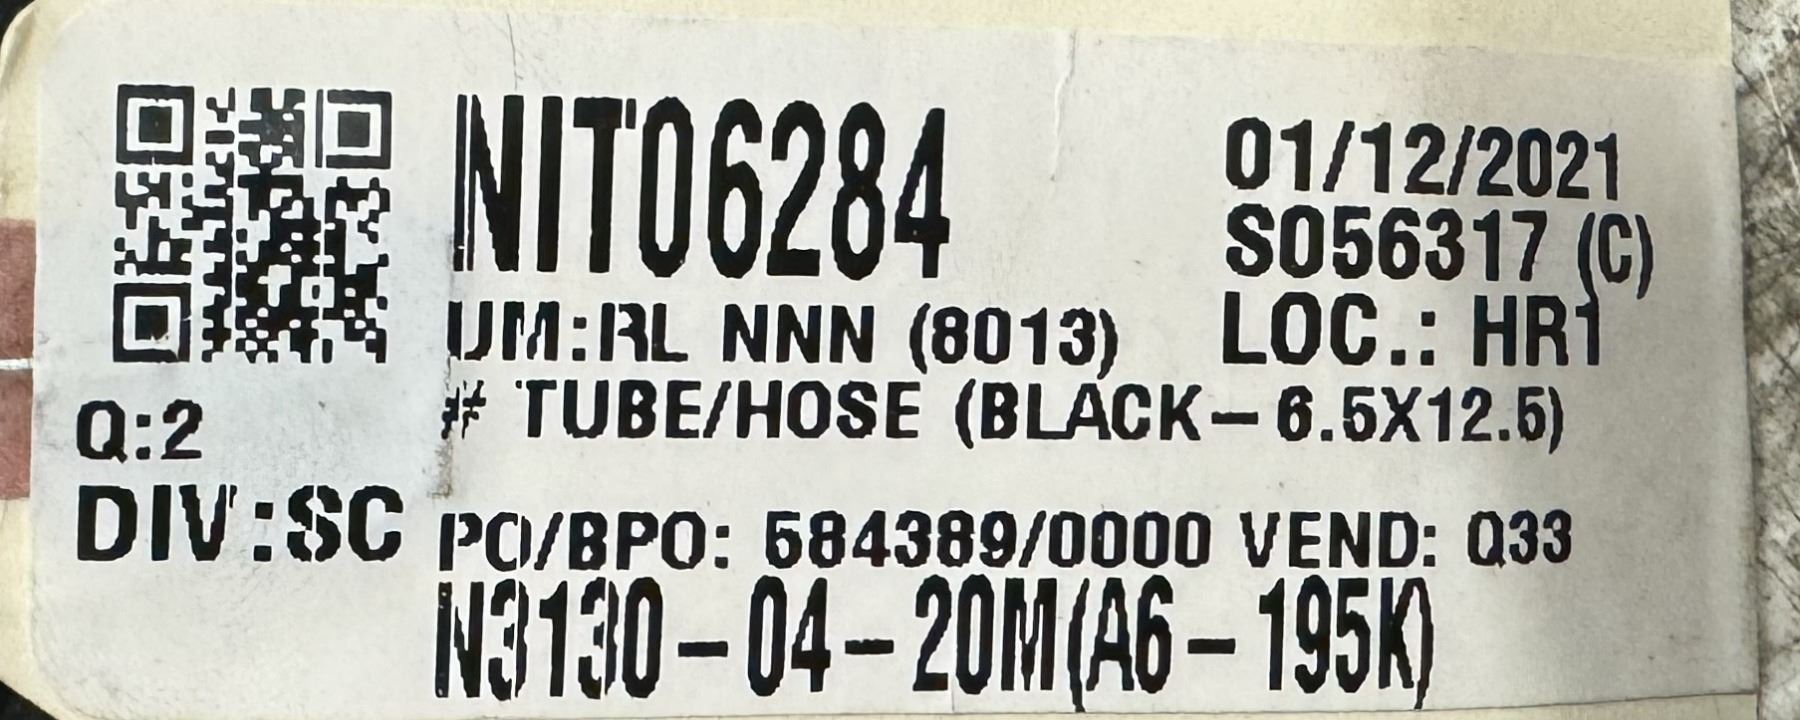 NIT06284
01/12/2021
S056317 (C)
UM:RL NNN (8013)
LOC.: HR1
# TUBE/HOSE (BLACK-6.5X12.5)
Q:2
DIV:SC
PO/BPO: 584389/0000 VEND: Q33
N3130-04-20M(A6-195K)